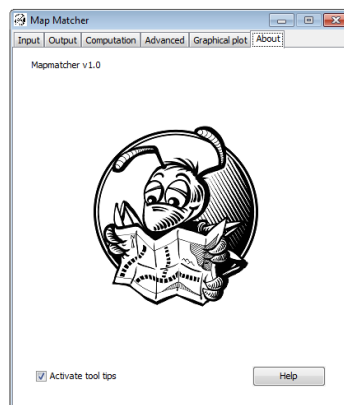 Map Matcher
Input Output Computation Advanced Graphical plot About
Mapmatcher v1.0
Activate tool tips
Help